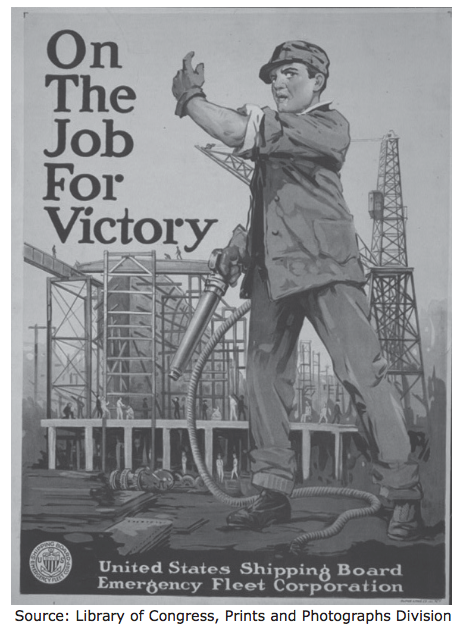 On
The
Job
For
Victory
United States Shipping Board
Emergency Fleet Corporation
Source: Library of Congress, Prints and Photographs Division